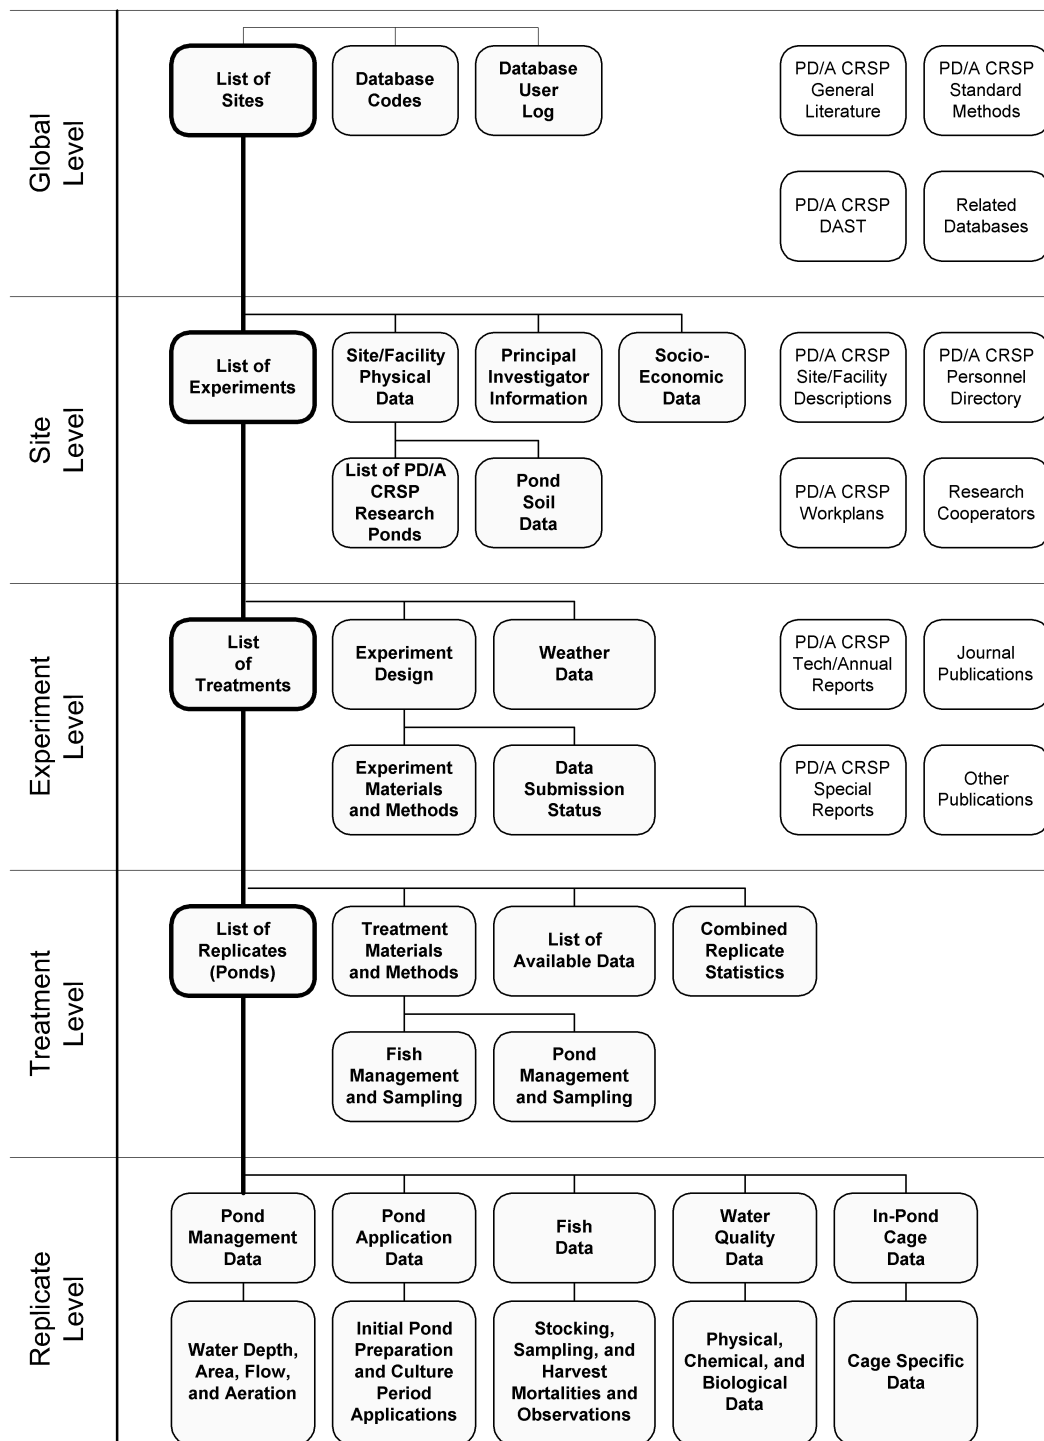 Global
Level
List of
Sites
Database
Codes
Database
User
Log
PD/A CRSP
General
Literature
PD/A CRSP
Standard
Methods
PD/A CRSP
DAST
Related
Databases
Site
Level
List of
Experiments
Site/Facility
Physical
Data
Principal
Investigator
Information
Socio-
Economic
Data
PD/A CRSP
Site/Facility
Descriptions
PD/A CRSP
Personnel
Directory
List of PD/A
CRSP
Research
Ponds
Pond
Soil
Data
PD/A CRSP
Workplans
Research
Cooperators
Experiment
Level
List
of
Treatments
Experiment
Design
Weather
Data
PD/A CRSP
Tech/Annual
Reports
Journal
Publications
Experiment
Materials
and Methods
Data
Submission
Status
PD/A CRSP
Special
Reports
Other
Publications
Treatment
Level
List of
Replicates
(Ponds)
Treatment
Materials
and Methods
List of
Available Data
Combined
Replicate
Statistics
Fish
Management
and Sampling
Pond
Management
and Sampling
Replicate
Level
Pond
Management
Data
Pond
Application
Data
Fish
Data
Water
Quality
Data
In-Pond
Cage
Data
Water Depth,
Area, Flow,
and Aeration
Initial Pond
Preparation
and Culture
Period
Applications
Stocking,
Sampling, and
Harvest
Mortalities and
Observations
Physical,
Chemical, and
Biological
Data
Cage Specific
Data